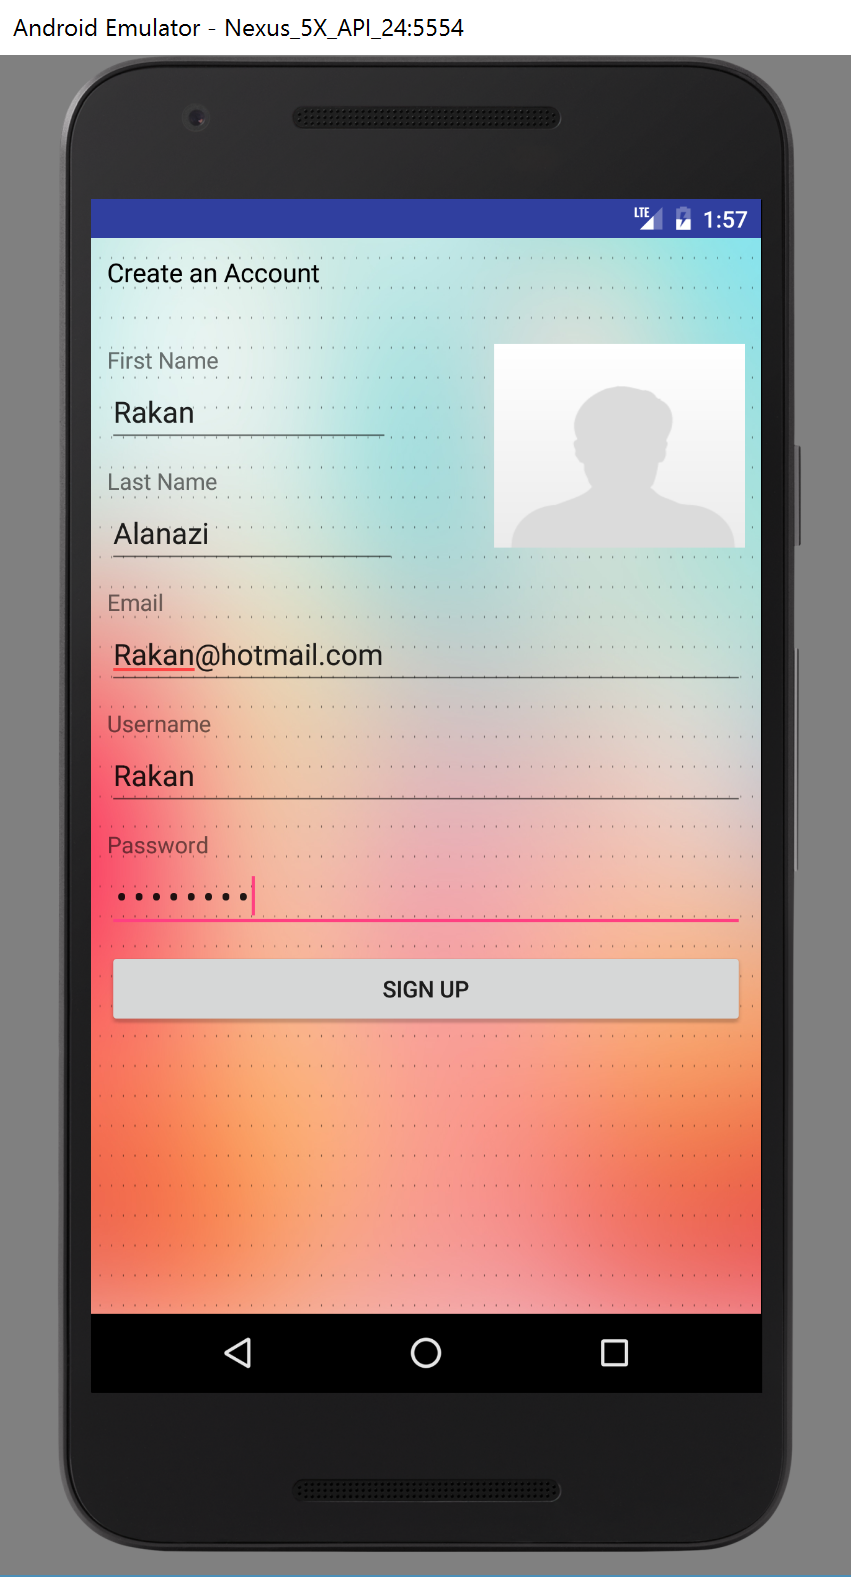 Android Emulator - Nexus_5X_API_24:5554
LTE 1:57
Create an Account
First Name
Rakan
Last Name
Alanazi
Email
Rakan@hotmail.com
Username
Rakan
Password
••••••••
SIGN UP